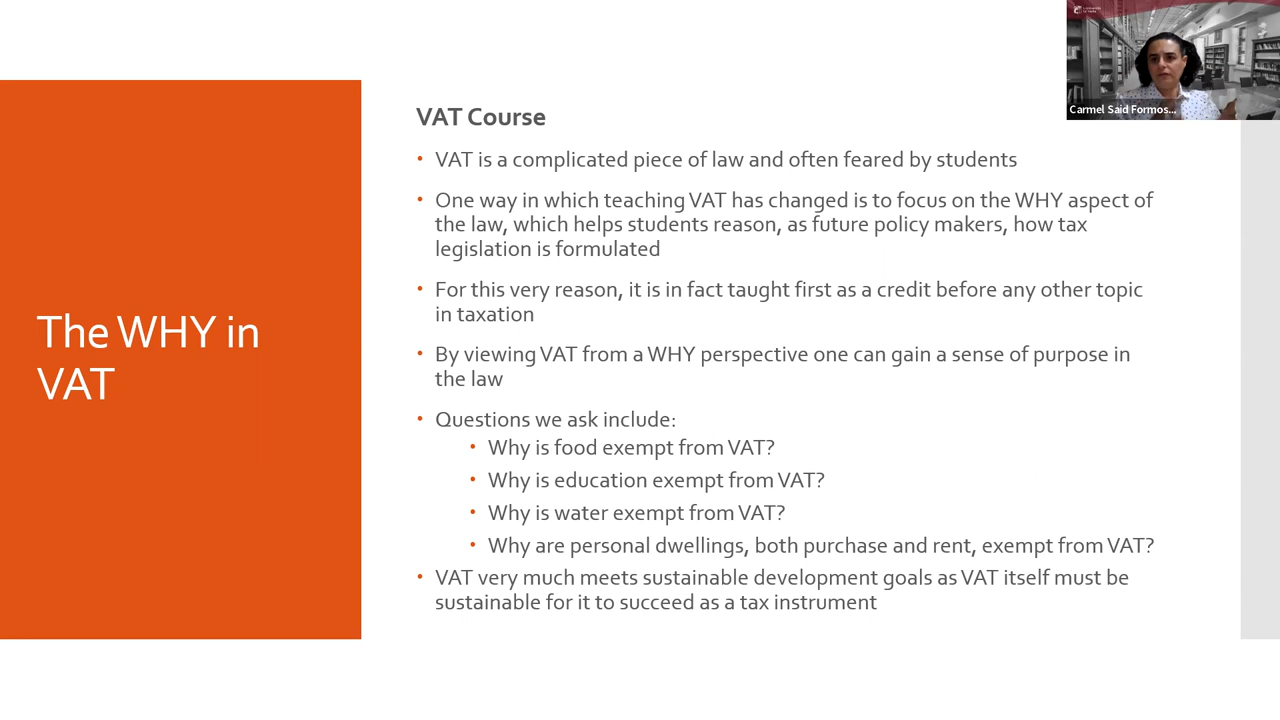 Carmel Said Formos...
VAT Course
• VAT is a complicated piece of law and often feared by students
• One way in which teaching VAT has changed is to focus on the WHY aspect of
the law, which helps students reason, as future policy makers, how tax
legislation is formulated
• For this very reason, it is in fact taught first as a credit before any other topic
in taxation
• By viewing VAT from a WHY perspective one can gain a sense of purpose in
the law
• Questions we ask include:
• Why is food exempt from VAT?
• Why is education exempt from VAT?
• Why is water exempt from VAT?
• Why are personal dwellings, both purchase and rent, exempt from VAT?
• VAT very much meets sustainable development goals as VAT itself must be
sustainable for it to succeed as a tax instrument
The WHY in
VAT